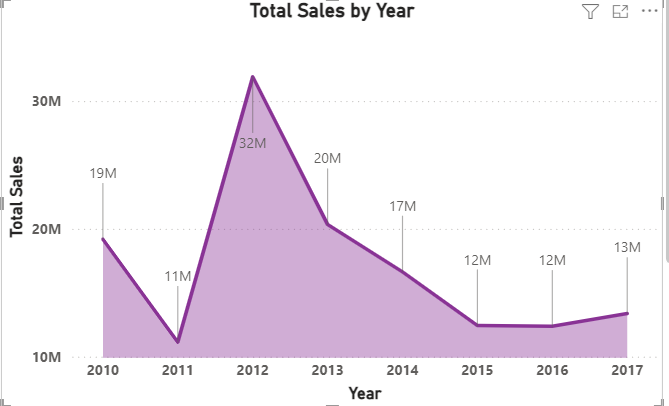 Total Sales by Year
30M
20M
10M
Total Sales
19M
11M
32M
20M
17M
12M
12M
13M
2010 2011 2012 2013 2014 2015 2016 2017
Year